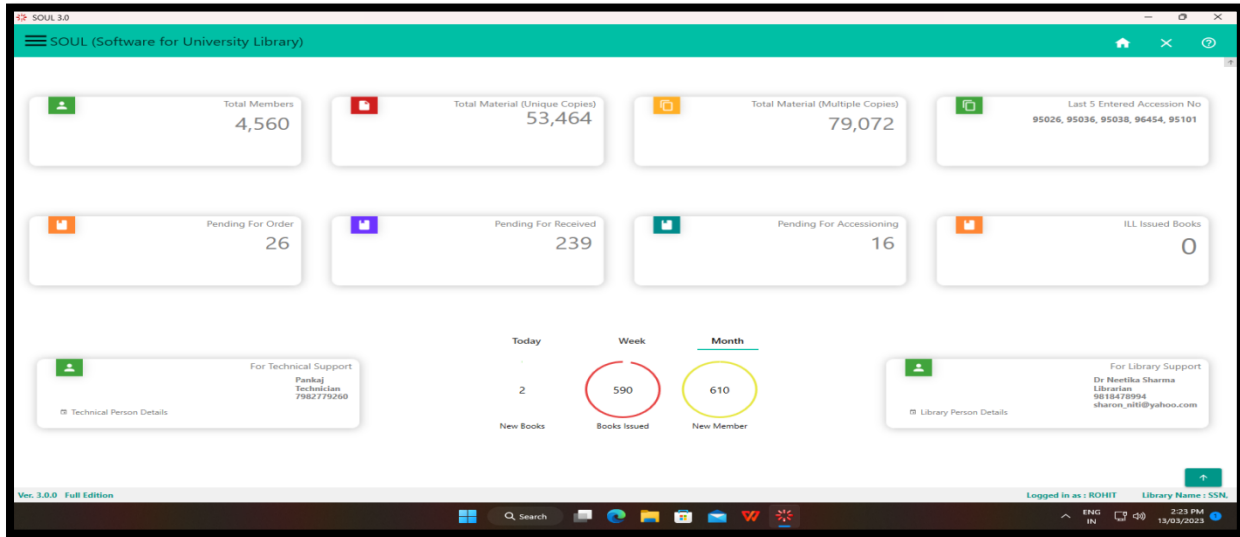 SOUL 3.0
SOUL (Software for University Library)
Total Members
4,560
Total Material (Unique Copies)
53,464
Total Material (Multiple Copies)
79,072
Last 5 Entered Accession No
95026, 95036, 95038, 96454, 95101
Pending For Order
26
Pending For Received
239
Pending For Accessioning
16
ILL Issued Books
0
Today Week Month
2 590 610
New Books Books Issued New Member
For Technical Support
Pankaj
Technician
7982779260
Technical Person Details
For Library Support
Dr Neetika Sharma
Librarian
9818478994
sharon_niti@yahoo.com
Library Person Details
Ver. 3.0.0 Full Edition
Logged in as : ROHIT Library Name : SSN,
Search
ENG
IN
2:23 PM
13/03/2023
1